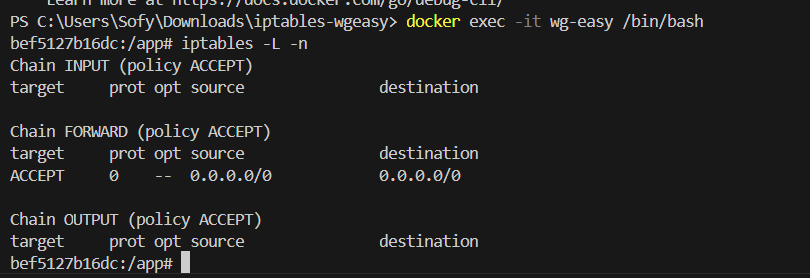 Learn more at https://docs.docker.com/go/debug-cli/
PS C:\Users\Sofy\Downloads\iptables-wgeasy> docker exec -it wg-easy /bin/bash
bef5127b16dc:/app# iptables -L -n
Chain INPUT (policy ACCEPT)
target     prot opt source               destination

Chain FORWARD (policy ACCEPT)
target     prot opt source               destination
ACCEPT     0    --  0.0.0.0/0            0.0.0.0/0

Chain OUTPUT (policy ACCEPT)
target     prot opt source               destination
bef5127b16dc:/app#